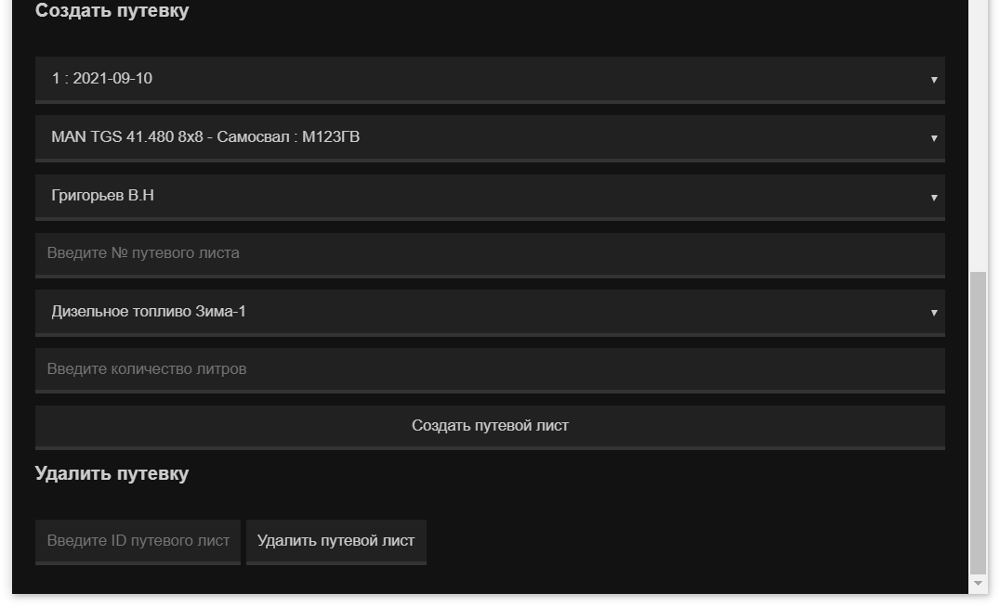 Создать путевку
1 : 2021-09-10
MAN TGS 41.480 8x8 - Самосвал : М123ГВ
Григорьев В.Н
Введите № путевого листа
Дизельное топливо Зима-1
Введите количество литров
Создать путевой лист
Удалить путевку
Введите ID путевого лист
Удалить путевой лист